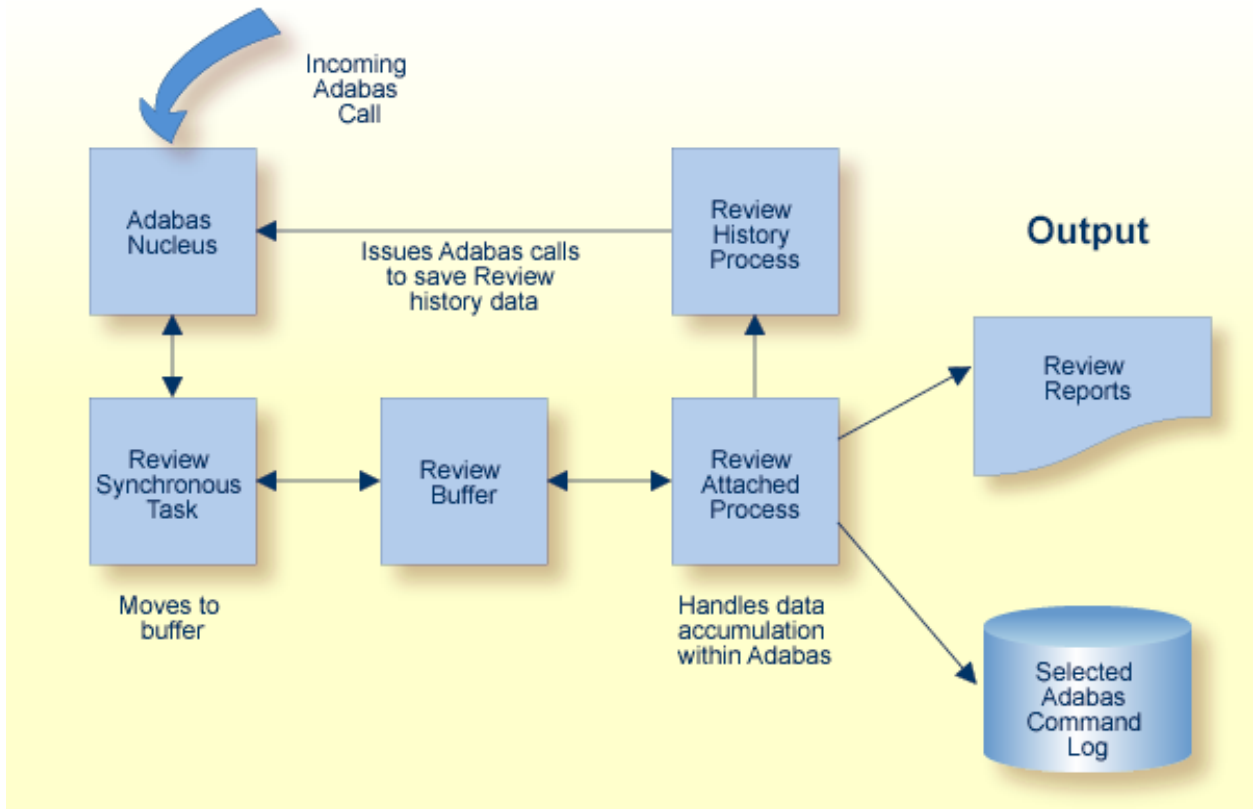 Incoming
Adabas
Call
Adabas
Nucleus
Issues Adabas calls
to save Review
history data
Review
History
Process
Output
Review
Reports
Review
Synchronous
Task
Review
Buffer
Review
Attached
Process
Moves to
buffer
Handles data
accumulation
within Adabas
Selected
Adabas
Command
Log